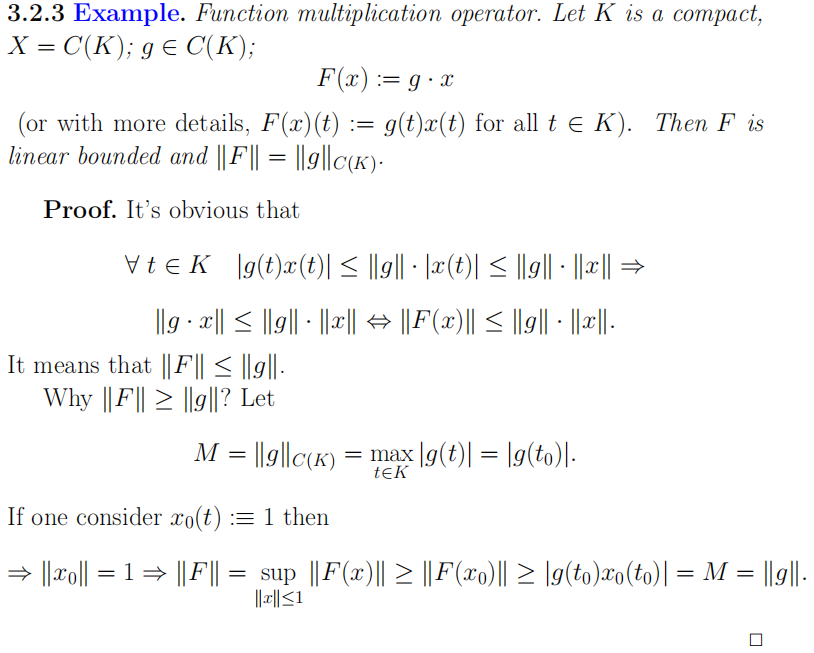 3.2.3 Example. Function multiplication operator. Let K is a compact,
X = C(K); g ∈ C(K);
F(x) := g · x
(or with more details, F(x)(t) := g(t)x(t) for all t ∈ K). Then F is
linear bounded and ‖F‖ = ‖g‖C(K).
Proof. It's obvious that
∀ t ∈ K |g(t)x(t)| ≤ ‖g‖ · |x(t)| ≤ ‖g‖ · ‖x‖ ⇒
‖g · x‖ ≤ ‖g‖ · ‖x‖ ⇔ ‖F(x)‖ ≤ ‖g‖ · ‖x‖.
It means that ‖F‖ ≤ ‖g‖.
Why ‖F‖ ≥ ‖g‖? Let
M = ‖g‖C(K) = max |g(t)| = |g(t0)|.
t∈K
If one consider x0(t) :≡ 1 then
⇒ ‖x0‖ = 1 ⇒ ‖F‖ = sup ‖F(x)‖ ≥ ‖F(x0)‖ ≥ |g(t0)x0(t0)| = M = ‖g‖.
‖x‖≤1
□